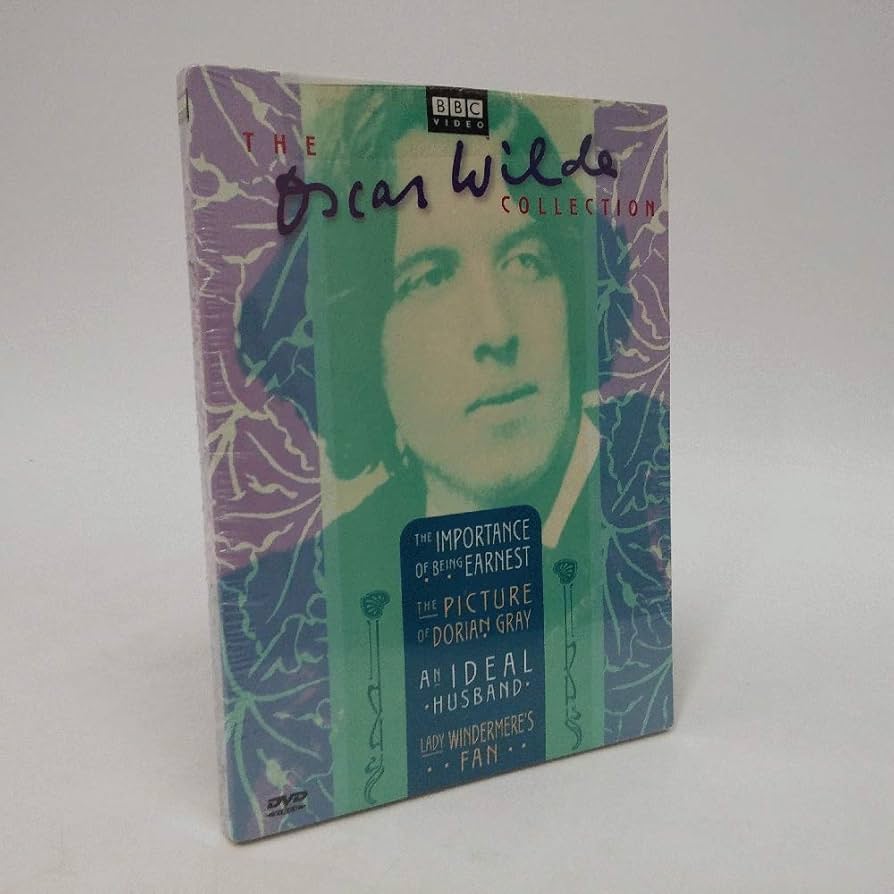 BBC
VIDEO
THE
Oscar Wilde
COLLECTION
THE IMPORTANCE
OF BEING EARNEST
THE PICTURE
OF DORIAN GRAY
AN IDEAL
·HUSBAND·
LADY WINDERMERE'S
··FAN··
DVD